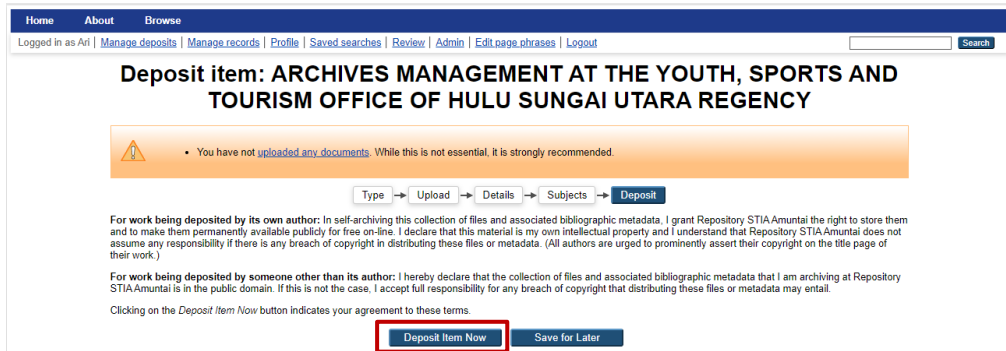 Home About Browse
Logged in as Ari | Manage deposits | Manage records | Profile | Saved searches | Review | Admin | Edit page phrases | Logout Search
Deposit item: ARCHIVES MANAGEMENT AT THE YOUTH, SPORTS AND
TOURISM OFFICE OF HULU SUNGAI UTARA REGENCY
• You have not uploaded any documents. While this is not essential, it is strongly recommended.
Type → Upload → Details → Subjects → Deposit
For work being deposited by its own author: In self-archiving this collection of files and associated bibliographic metadata, I grant Repository STIA Amuntai the right to store them
and to make them permanently available publicly for free on-line. I declare that this material is my own intellectual property and I understand that Repository STIA Amuntai does not
assume any responsibility if there is any breach of copyright in distributing these files or metadata. (All authors are urged to prominently assert their copyright on the title page of
their work.)
For work being deposited by someone other than its author: I hereby declare that the collection of files and associated bibliographic metadata that I am archiving at Repository
STIA Amuntai is in the public domain. If this is not the case, I accept full responsibility for any breach of copyright that distributing these files or metadata may entail.
Clicking on the Deposit Item Now button indicates your agreement to these terms.
Deposit Item Now Save for Later